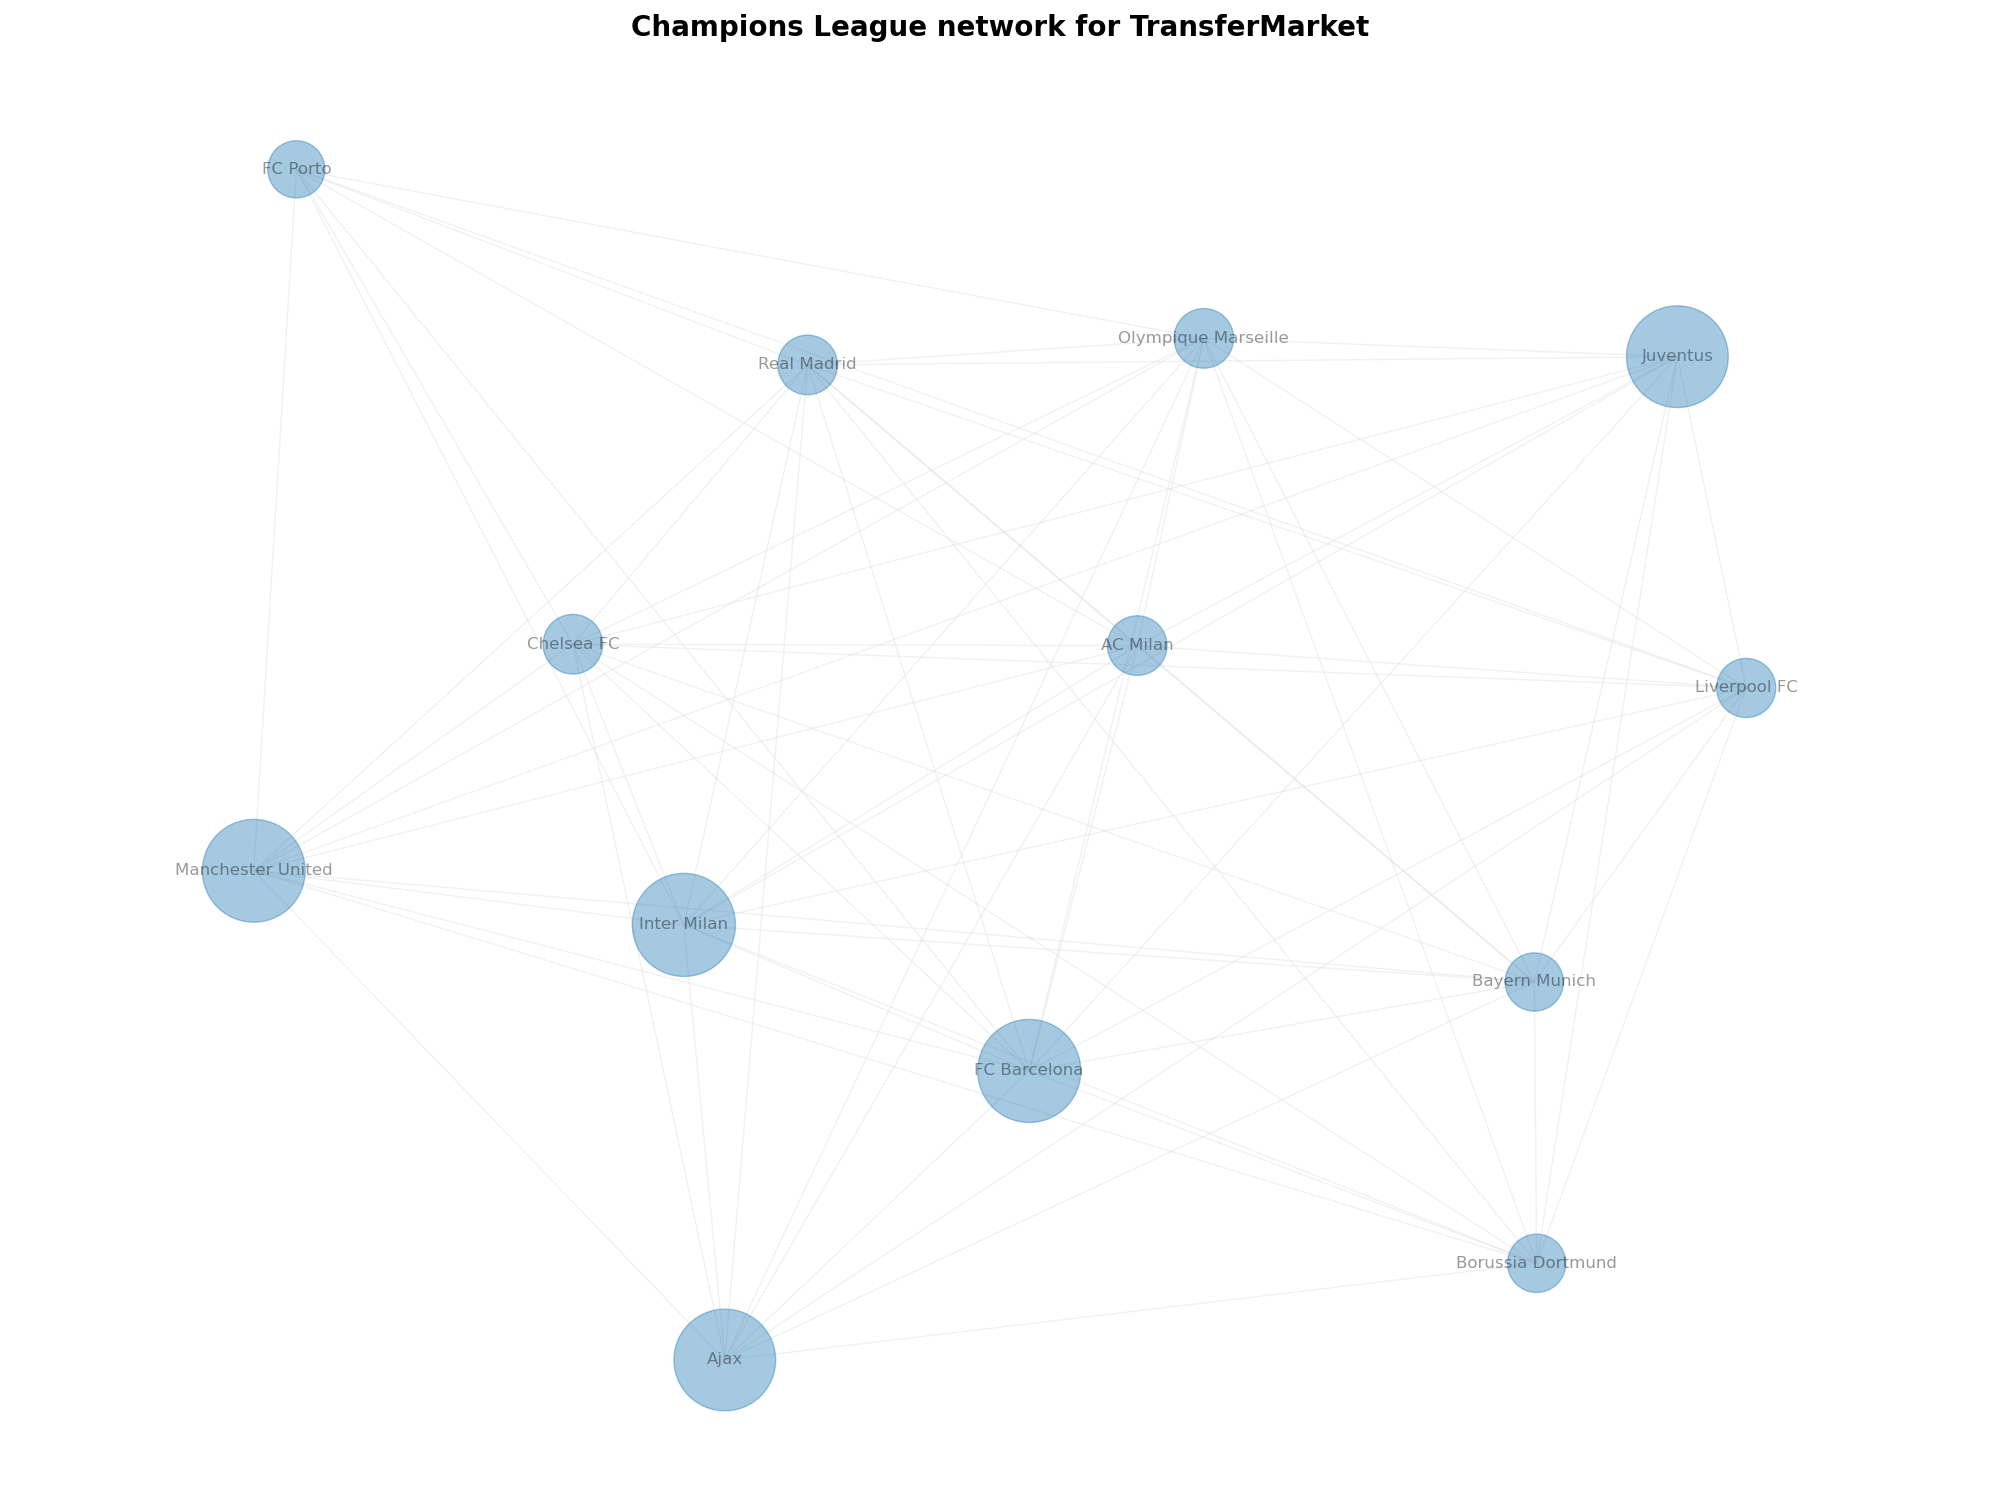 Champions League network for TransferMarket
FC Porto
Olympique Marseille
Real Madrid
Juventus
Chelsea FC
AC Milan
Liverpool FC
Manchester United
Inter Milan
Bayern Munich
FC Barcelona
Borussia Dortmund
Ajax